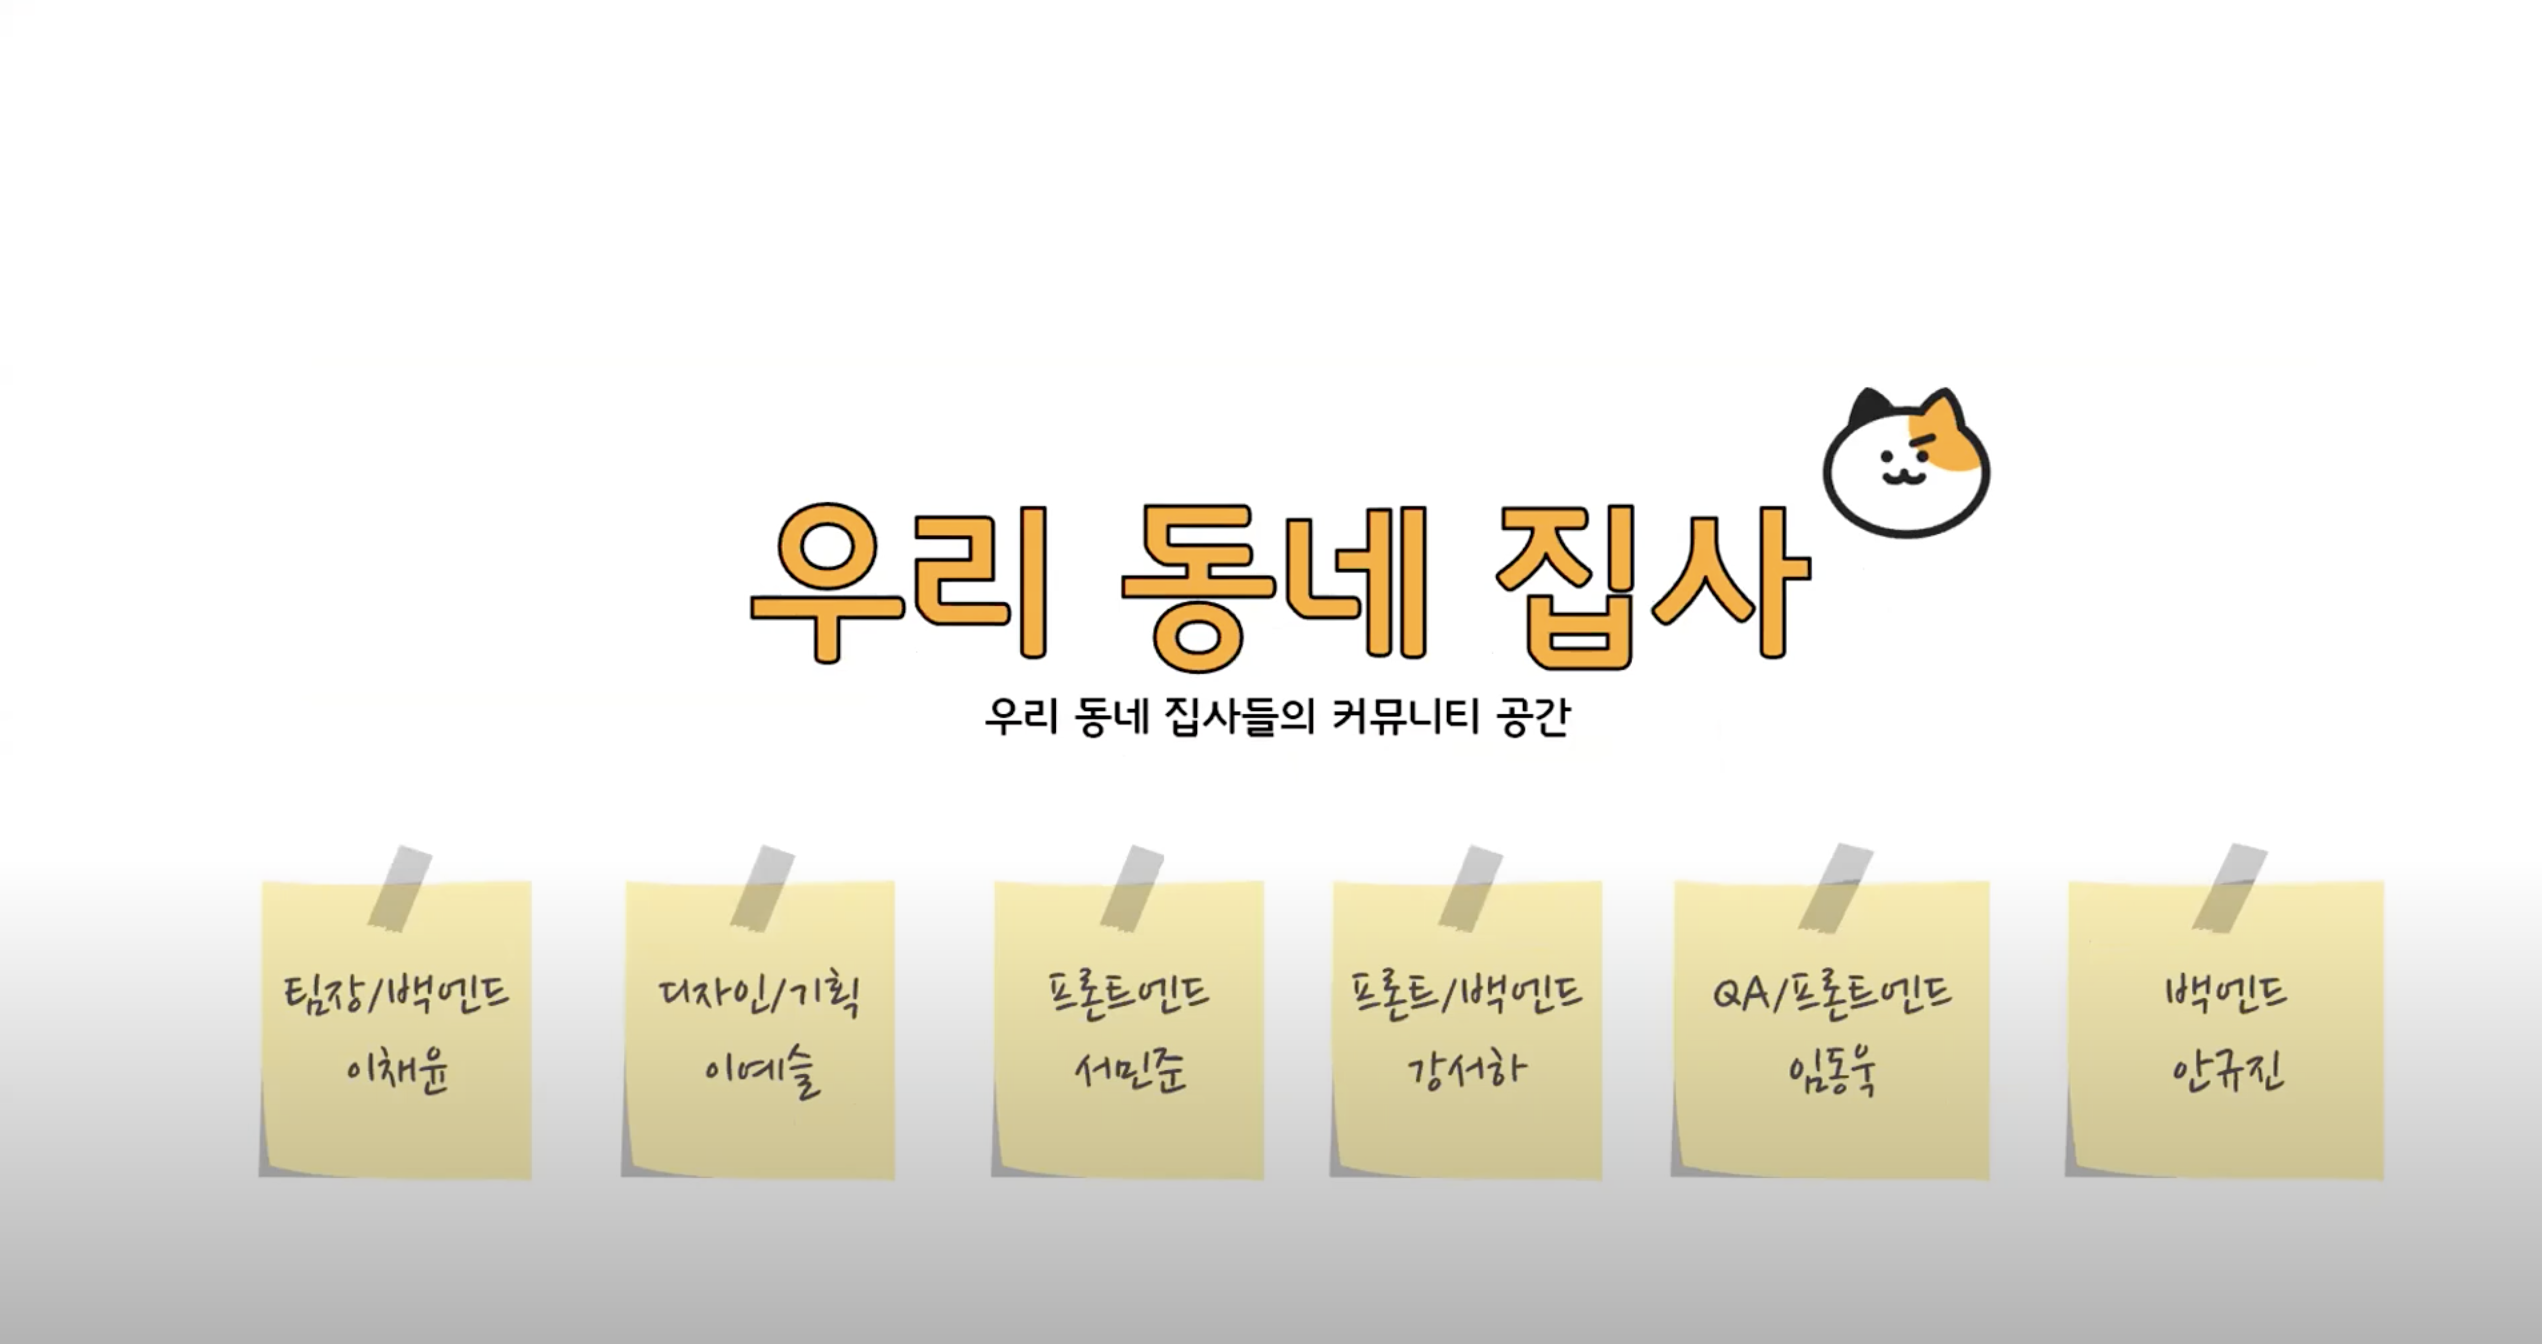 우리 동네 집사
우리 동네 집사들의 커뮤니티 공간
팀장/백엔드
이채윤
디자인/기획
이예슬
프론트엔드
서민준
프론트/백엔드
강서하
QA/프론트엔드
임동욱
백엔드
안규진